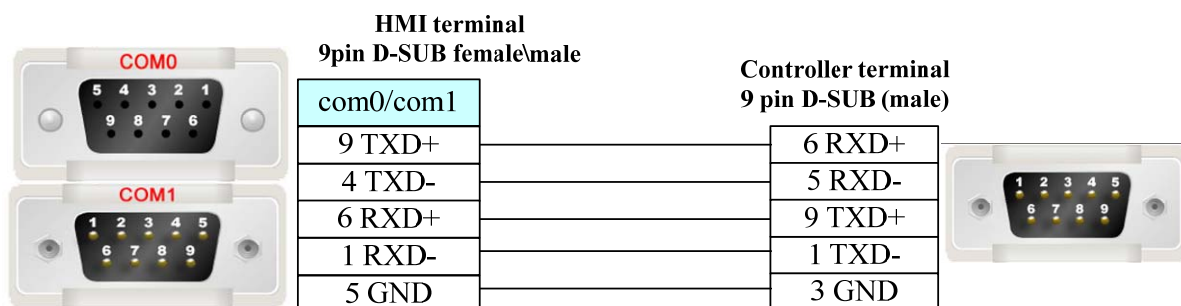 HMI terminal
9pin D-SUB female\male
Controller terminal
9 pin D-SUB (male)
COM0
5 4 3 2 1
9 8 7 6
COM1
1 2 3 4 5
6 7 8 9
com0/com1
9 TXD+
6 RXD+
4 TXD-
5 RXD-
6 RXD+
9 TXD+
1 RXD-
1 TXD-
5 GND
3 GND
1 2 3 4 5
6 7 8 9